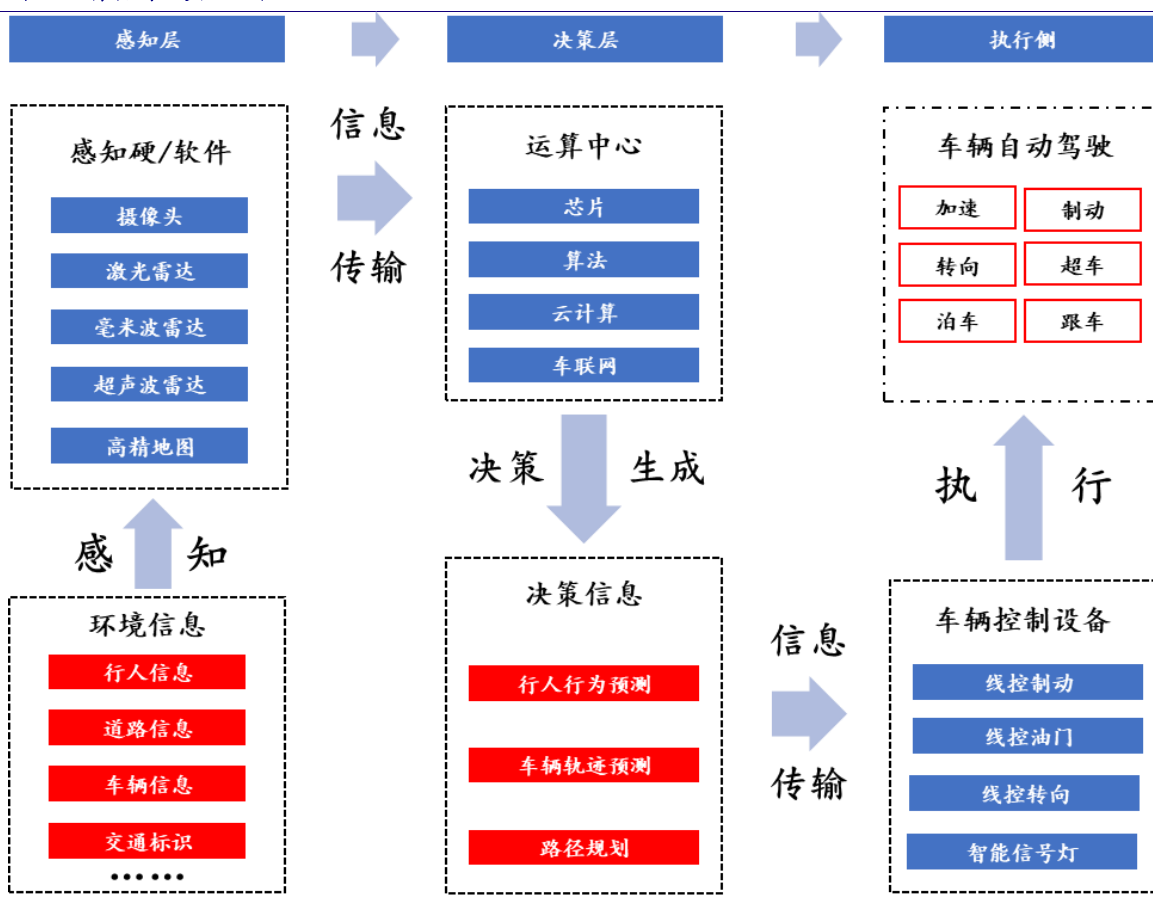 感知层
决策层
执行侧
感知硬/软件
摄像头
激光雷达
毫米波雷达
超声波雷达
高精地图
感知
环境信息
行人信息
道路信息
车辆信息
交通标识
……
信息
传输
运算中心
芯片
算法
云计算
车联网
决策 生成
决策信息
行人行为预测
车辆轨迹预测
路径规划
信息
传输
车辆自动驾驶
加速 制动
转向 超车
泊车 跟车
执行
车辆控制设备
线控制动
线控油门
线控转向
智能信号灯